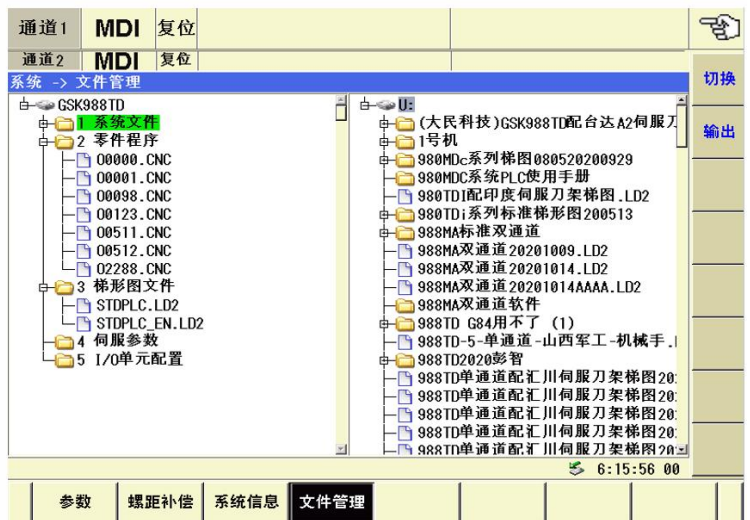 通道1 MDI 复位
通道2 MDI 复位
系统 -> 文件管理
切换
输出
GSK988TD
1 系统文件
2 零件程序
O0000.CNC
O0001.CNC
O0098.CNC
O0123.CNC
O0511.CNC
O0512.CNC
O2288.CNC
3 梯形图文件
STDPLC.LD2
STDPLC_EN.LD2
4 伺服参数
5 I/O单元配置
U:
(大民科技)GSK988TD配台达A2伺服刀
1号机
980MDc系列梯图080520200929
980MDC系统PLC使用手册
980TDI配印度伺服刀架梯图.LD2
980TDi系列标准梯形图200513
988MA标准双通道
988MA双通道20201009.LD2
988MA双通道20201014.LD2
988MA双通道20201014AAAA.LD2
988MA双通道软件
988TD G84用不了 (1)
988TD-5-单通道-山西军工-机械手.
988TD2020彭智
988TD单通道配汇川伺服刀架梯图20
988TD单通道配汇川伺服刀架梯图20
988TD单通道配汇川伺服刀架梯图20
988TD单通道配汇川伺服刀架梯图20
6:15:56 00
参数 螺距补偿 系统信息 文件管理